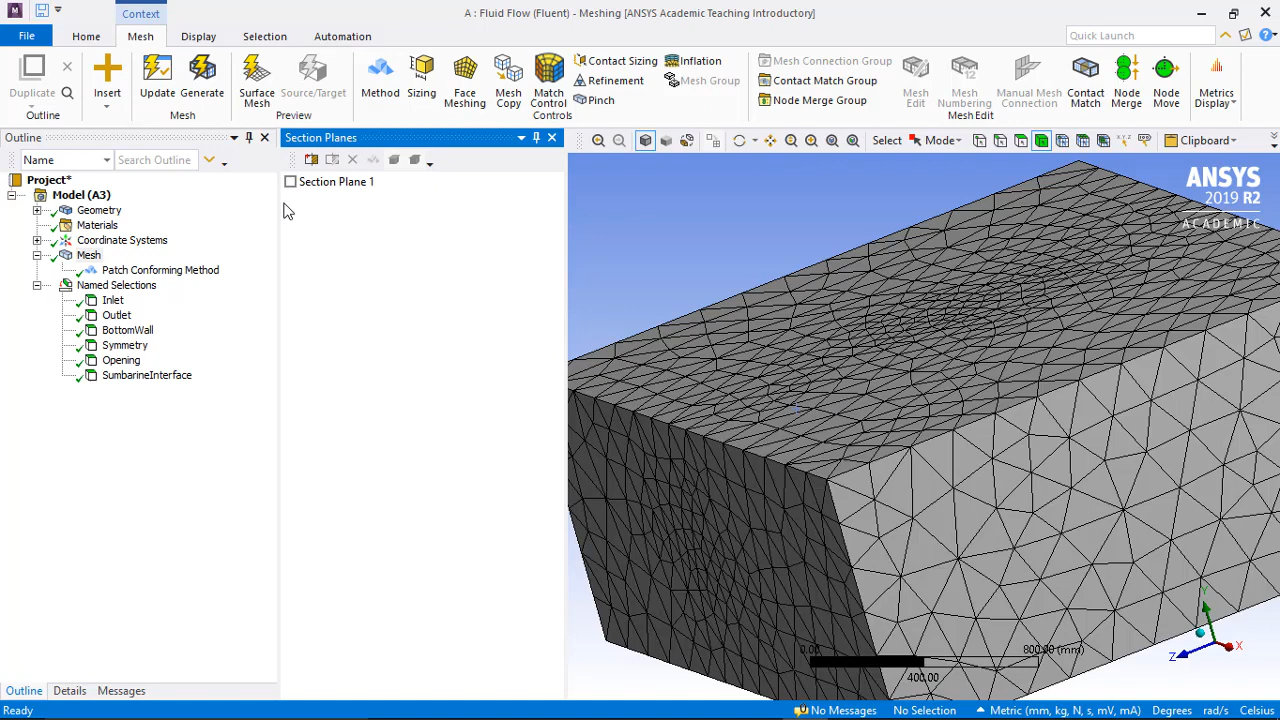 Context
A : Fluid Flow (Fluent) - Meshing [ANSYS Academic Teaching Introductory]
File Home Mesh Display Selection Automation Quick Launch
Duplicate
Outline
Insert
Update Generate
Mesh
Surface Mesh
Source/Target
Preview
Method Sizing Face Meshing Mesh Copy Match Control
Contact Sizing
Refinement
Pinch
Inflation
Mesh Group
Controls
Mesh Connection Group
Contact Match Group
Node Merge Group
Mesh Edit
Mesh Numbering
Manual Mesh Connection
Contact Match
Node Merge
Node Move
Mesh Edit
Metrics Display
Outline
Name Search Outline
Project*
Model (A3)
Geometry
Materials
Coordinate Systems
Mesh
Patch Conforming Method
Named Selections
Inlet
Outlet
BottomWall
Symmetry
Opening
SumbarineInterface
Section Planes
Section Plane 1
Select Mode Clipboard
ANSYS
2019 R2
ACADEMIC
Y
X
Z
0.00 800.00 (mm)
400.00
Outline Details Messages
Ready No Messages No Selection Metric (mm, kg, N, s, mV, mA) Degrees rad/s Celsius